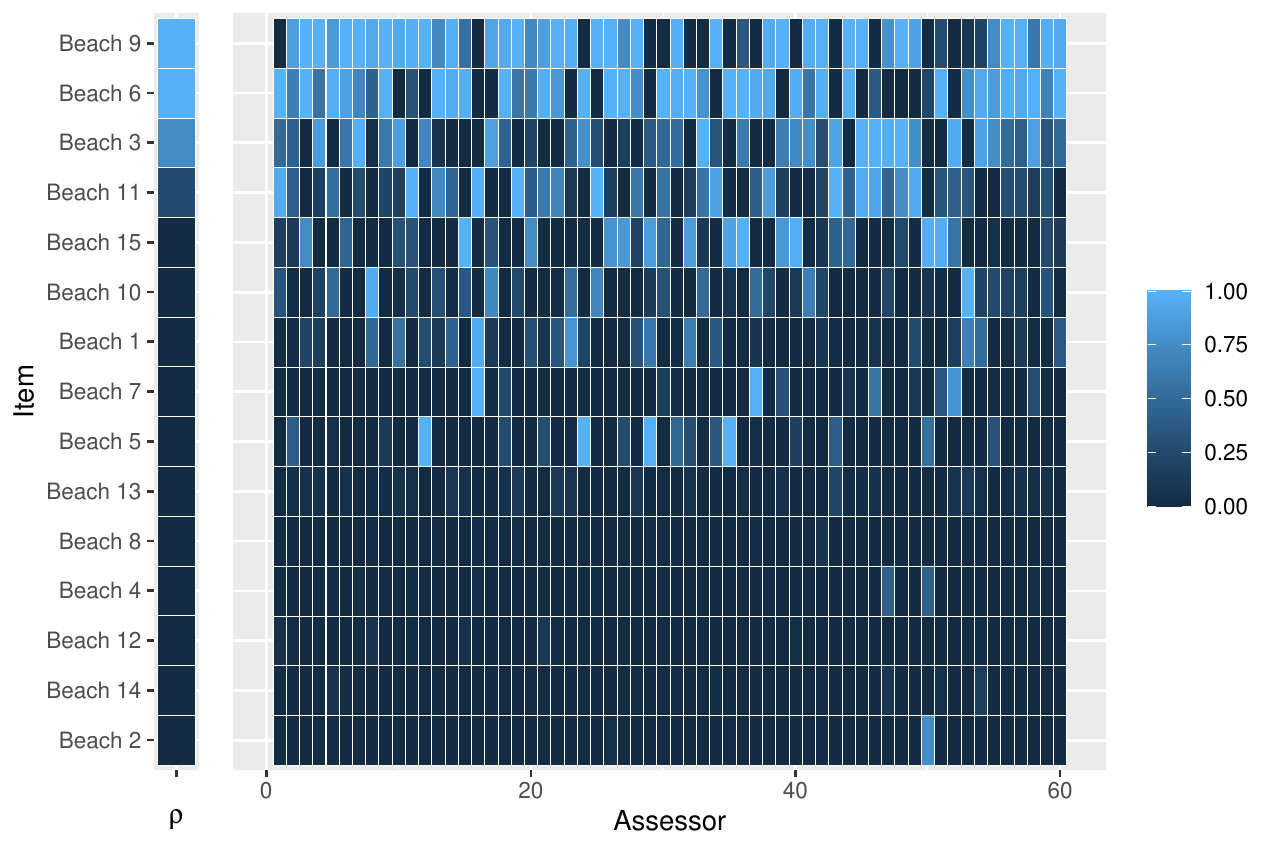 Item
Beach 9
Beach 6
Beach 3
Beach 11
Beach 15
Beach 10
Beach 1
Beach 7
Beach 5
Beach 13
Beach 8
Beach 4
Beach 12
Beach 14
Beach 2
ρ
0 20 40 60
Assessor
1.00
0.75
0.50
0.25
0.00